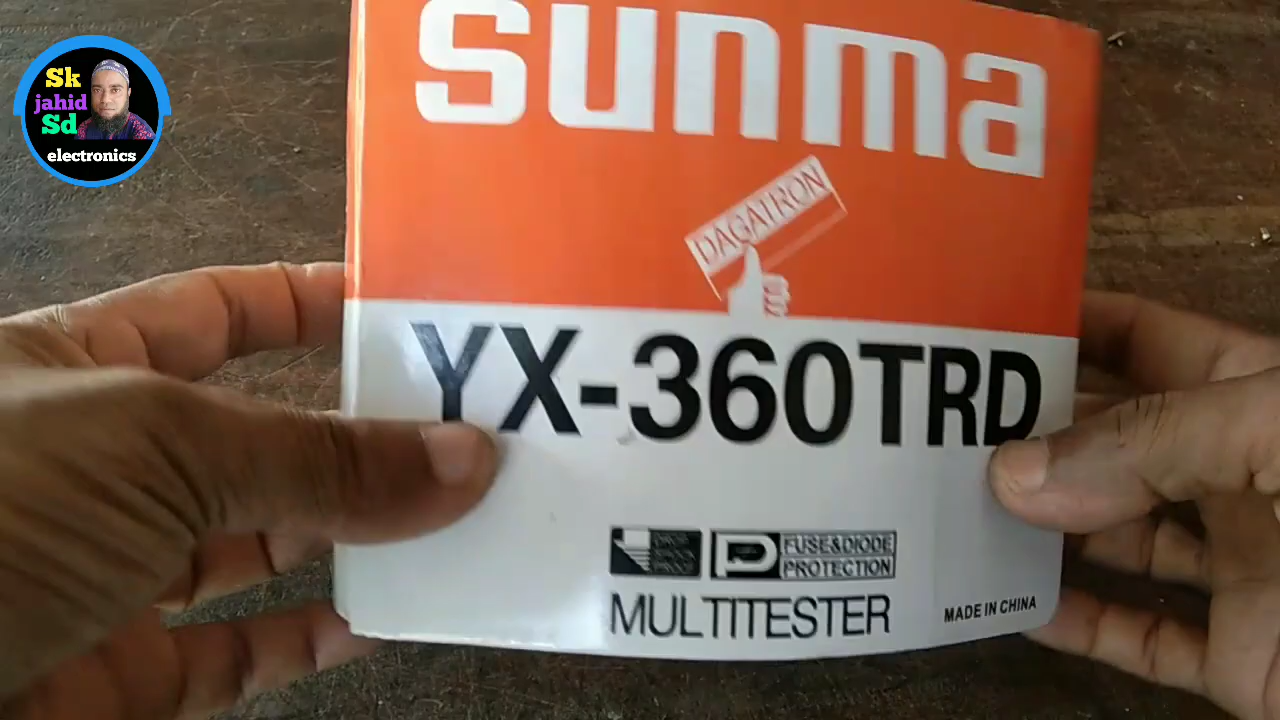 Sk
jahid
Sd
electronics
sunma
DAGATRON
YX-360TRD
FUSE&DIODE
PROTECTION
MULTITESTER
MADE IN CHINA